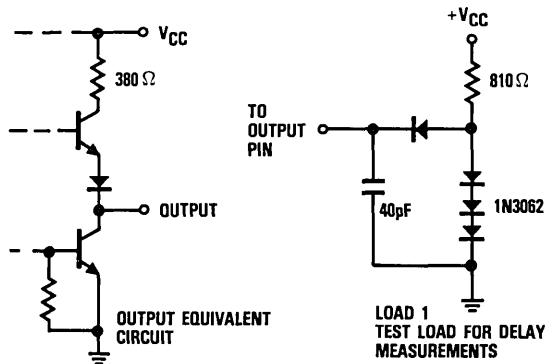 VCC
380 Ω
OUTPUT
OUTPUT EQUIVALENT
CIRCUIT
+VCC
810Ω
TO
OUTPUT
PIN
40pF
1N3062
LOAD 1
TEST LOAD FOR DELAY
MEASUREMENTS